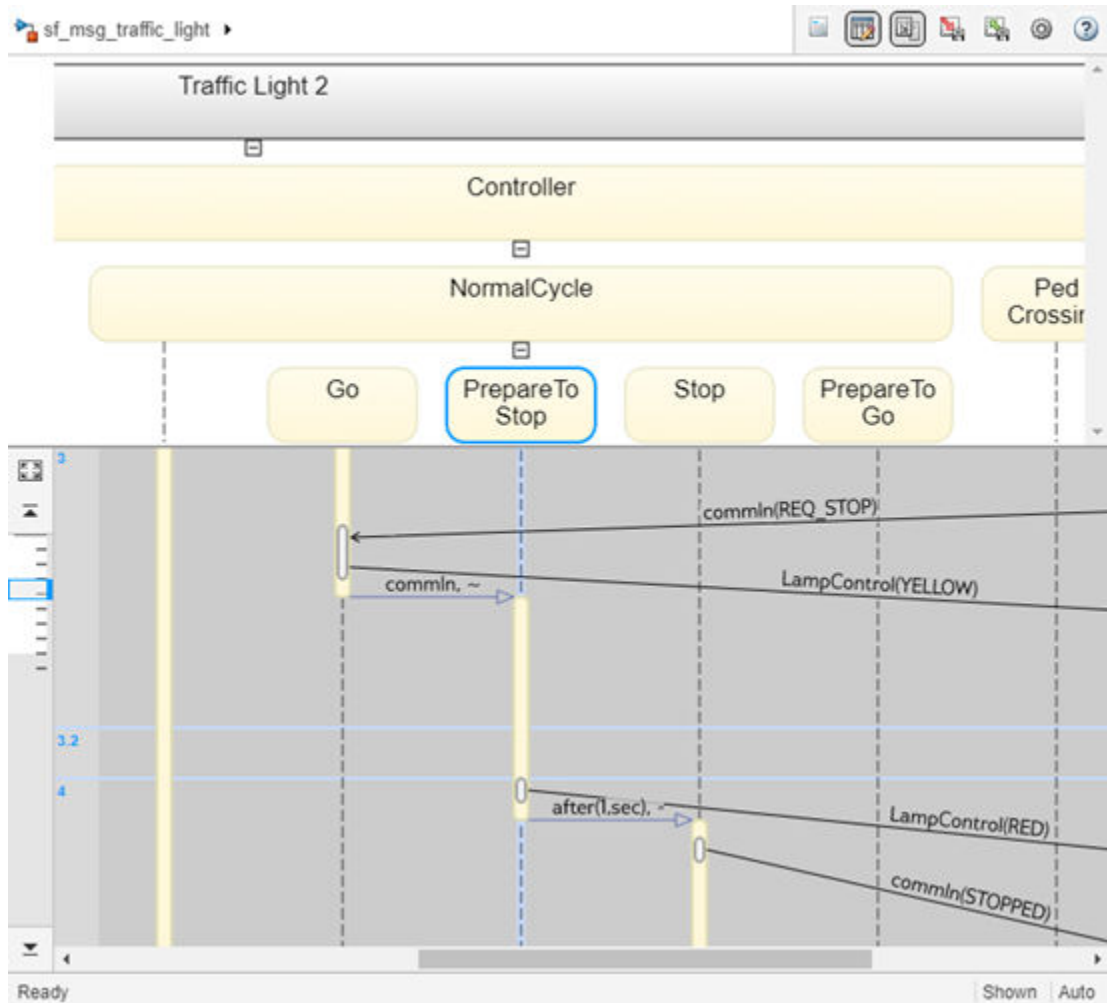 sf_msg_traffic_light
Traffic Light 2
Controller
NormalCycle
Ped
Crossin
Go
PrepareTo
Stop
Stop
PrepareTo
Go
3
commIn(REQ_STOP)
LampControl(YELLOW)
commIn, ~
3.2
4
after(1,sec), ~
LampControl(RED)
commIn(STOPPED)
Ready
Shown
Auto